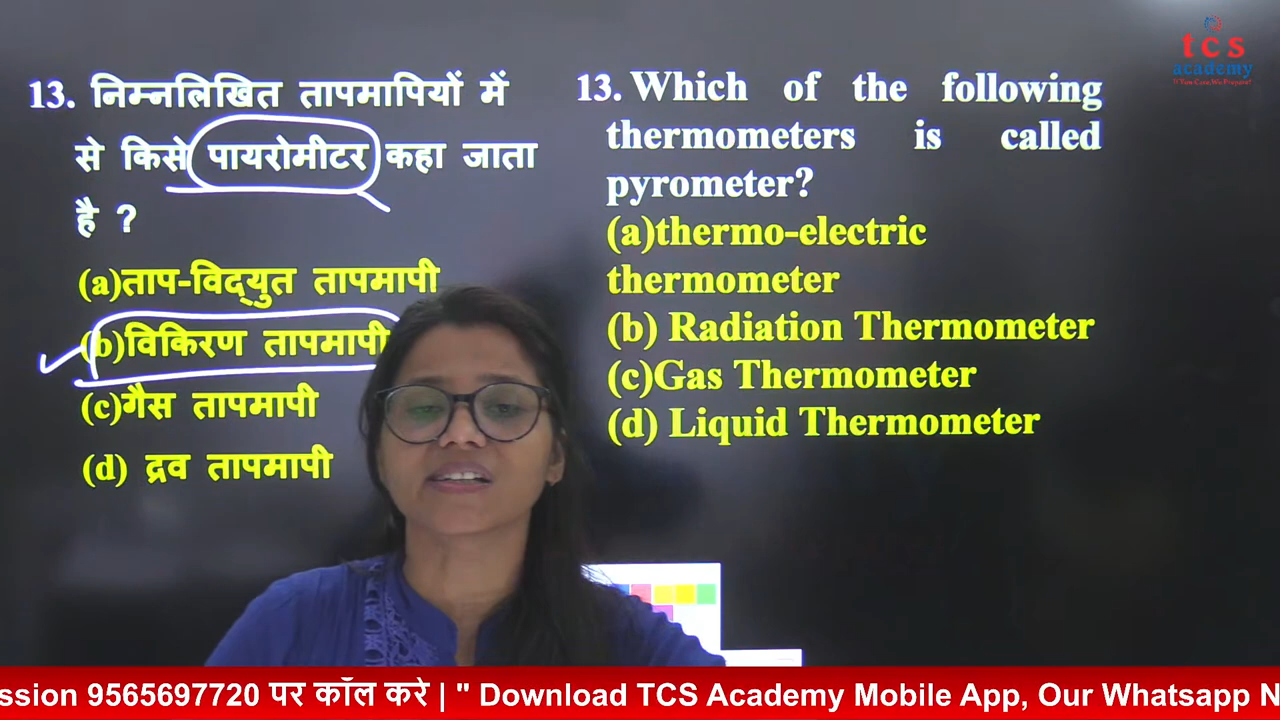 13. निम्नलिखित तापमापियों में
से किसे पायरोमीटर कहा जाता
है ?
(a)ताप-विद्युत तापमापी
(b)विकिरण तापमापी
(c)गैस तापमापी
(d) द्रव तापमापी
13. Which of the following
thermometers is called
pyrometer?
(a)thermo-electric
thermometer
(b) Radiation Thermometer
(c)Gas Thermometer
(d) Liquid Thermometer
tcs
academy
ssion 9565697720 पर कॉल करे | " Download TCS Academy Mobile App, Our Whatsapp N